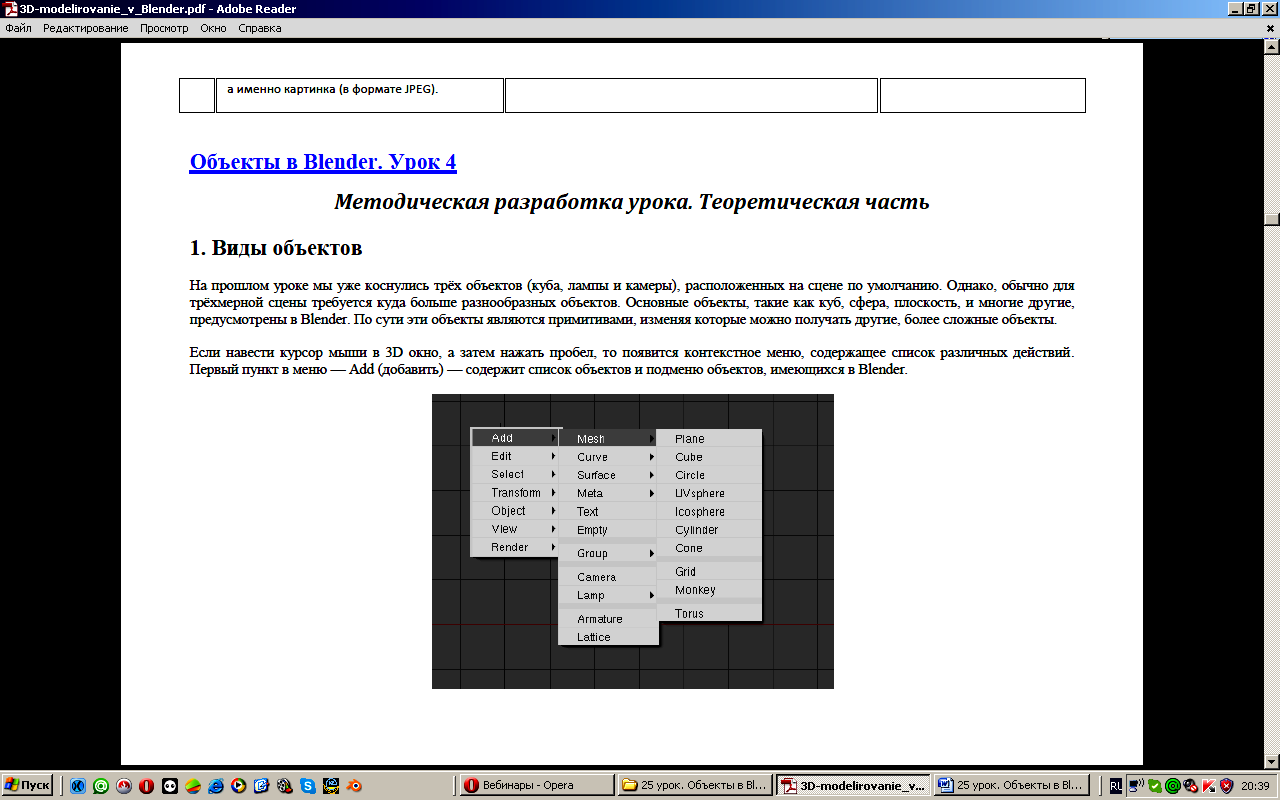 3D-modelirovanie_v_Blender.pdf - Adobe Reader
Файл Редактирование Просмотр Окно Справка
а именно картинка (в формате JPEG).
Объекты в Blender. Урок 4
Методическая разработка урока. Теоретическая часть
1. Виды объектов
На прошлом уроке мы уже коснулись трёх объектов (куба, лампы и камеры), расположенных на сцене по умолчанию. Однако, обычно для
трёхмерной сцены требуется куда больше разнообразных объектов. Основные объекты, такие как куб, сфера, плоскость, и многие другие,
предусмотрены в Blender. По сути эти объекты являются примитивами, изменяя которые можно получать другие, более сложные объекты.
Если навести курсор мыши в 3D окно, а затем нажать пробел, то появится контекстное меню, содержащее список различных действий.
Первый пункт в меню — Add (добавить) — содержит список объектов и подменю объектов, имеющихся в Blender.
Add
Edit
Select
Transform
Object
View
Render
Mesh
Curve
Surface
Meta
Text
Empty
Group
Camera
Lamp
Armature
Lattice
Plane
Cube
Circle
UVsphere
Icosphere
Cylinder
Cone
Grid
Monkey
Torus
Пуск
Вебинары - Opera
25 урок. Объекты в Bl...
3D-modelirovanie_v...
25 урок. Объекты в Bl...
RU
20:39